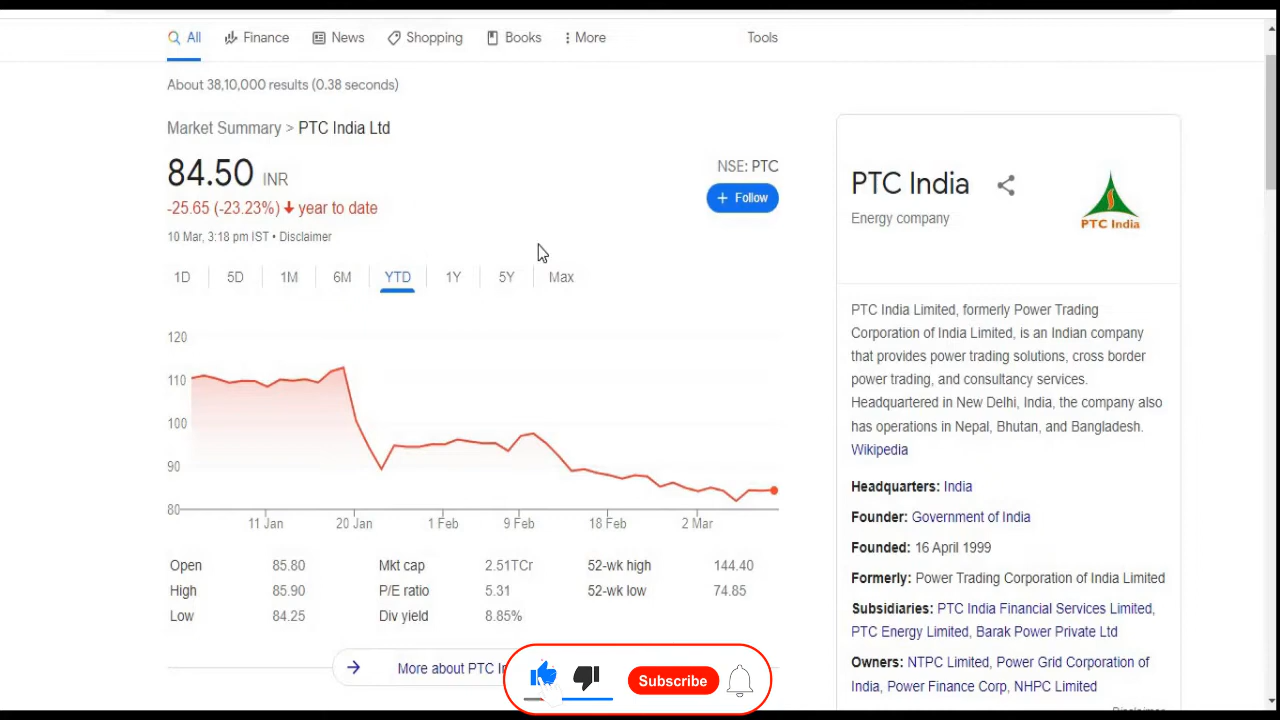 All Finance News Shopping Books More Tools
About 38,10,000 results (0.38 seconds)
Market Summary > PTC India Ltd
84.50 INR
NSE: PTC
-25.65 (-23.23%) year to date
+ Follow
10 Mar, 3:18 pm IST • Disclaimer
1D 5D 1M 6M YTD 1Y 5Y Max
120
110
100
90
80
11 Jan 20 Jan 1 Feb 9 Feb 18 Feb 2 Mar
Open 85.80 Mkt cap 2.51TCr 52-wk high 144.40
High 85.90 P/E ratio 5.31 52-wk low 74.85
Low 84.25 Div yield 8.85%
More about PTC In
Subscribe
PTC India
Energy company
PTC India
PTC India Limited, formerly Power Trading
Corporation of India Limited, is an Indian company
that provides power trading solutions, cross border
power trading, and consultancy services.
Headquartered in New Delhi, India, the company also
has operations in Nepal, Bhutan, and Bangladesh.
Wikipedia
Headquarters: India
Founder: Government of India
Founded: 16 April 1999
Formerly: Power Trading Corporation of India Limited
Subsidiaries: PTC India Financial Services Limited,
PTC Energy Limited, Barak Power Private Ltd
Owners: NTPC Limited, Power Grid Corporation of
India, Power Finance Corp, NHPC Limited
Disclaimer